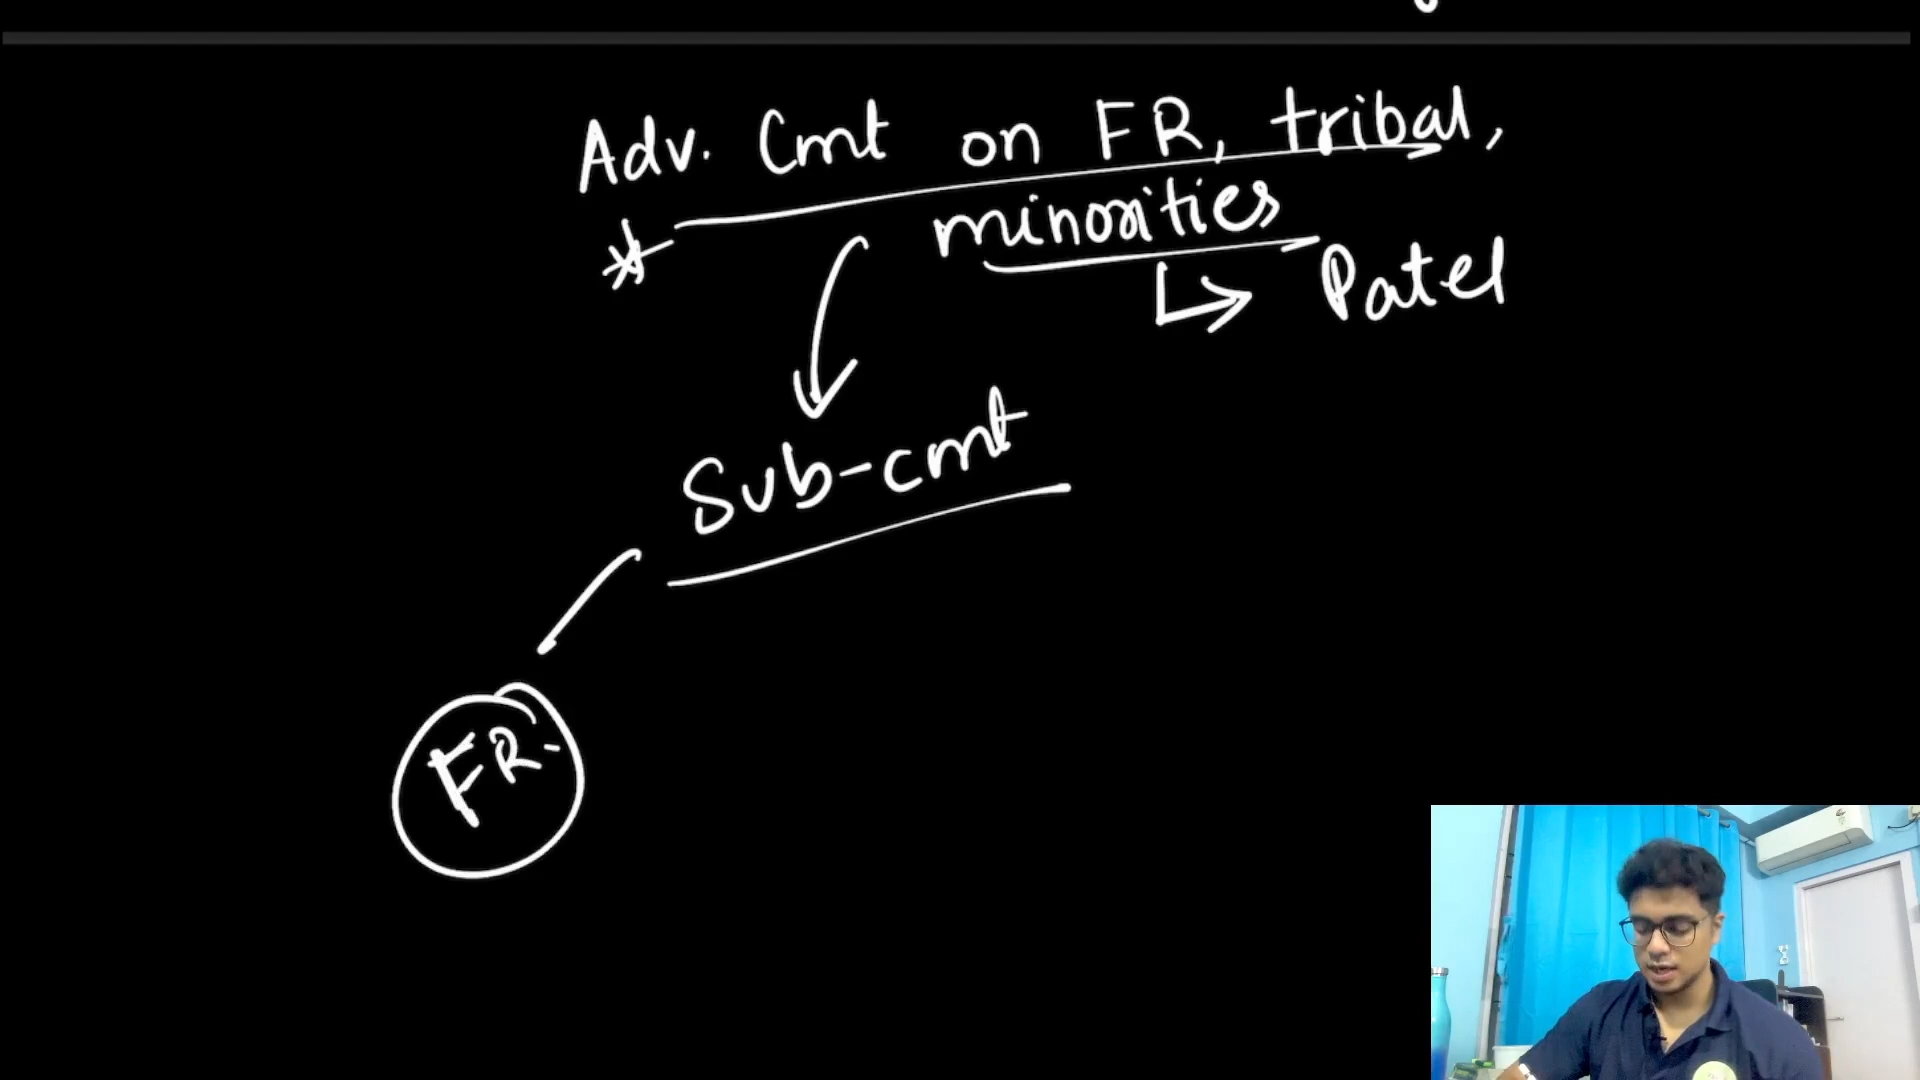 Adv. Cmt on FR, tribal,
minorities
Patel
Sub-cmt
FR.